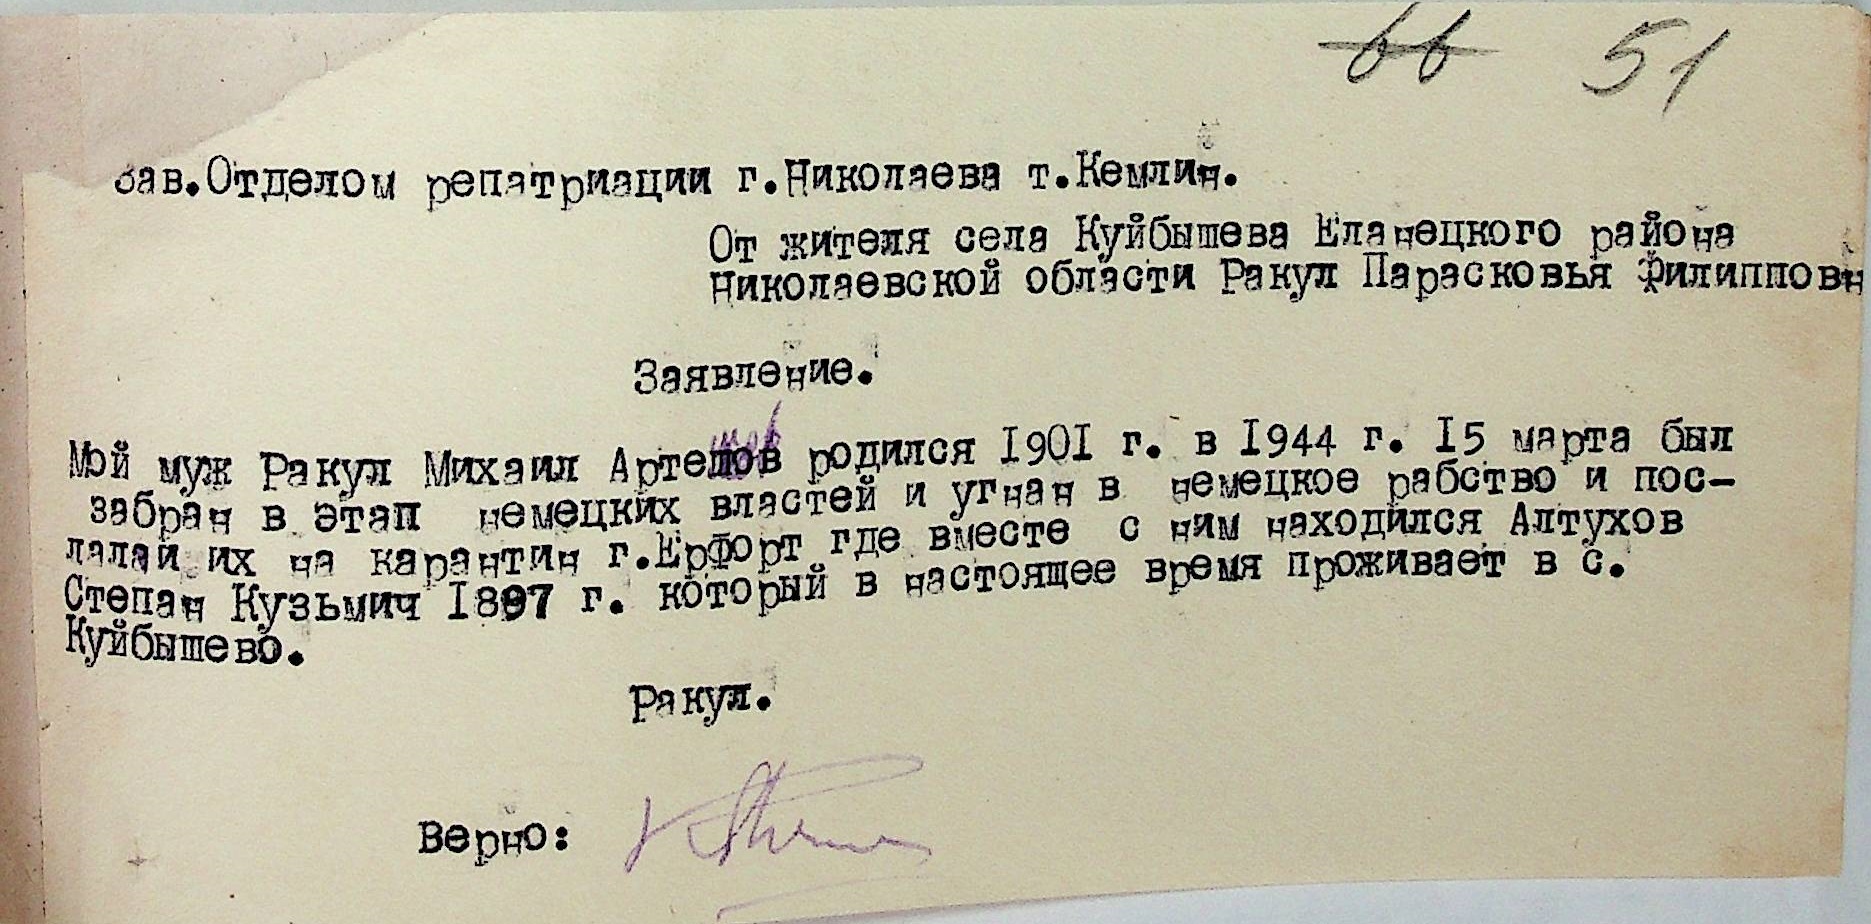 66 51
Зав.Отделом репатриации г.Николаева т.Кемлин.
От жителя села Куйбышева Еланецкого района
Николаевской области Ракул Парасковья Филипповн
Заявление.
Мой муж Ракул Михаил родился 1901 г. в 1944 г. 15 марта был
забран в этап немецких властей и угнан в немецкое рабство и пос-
лалаи их на карантин г.Ерфорт где вместе с ним находился Алтухов
Степан Кузьмич 1897 г. который в настоящее время проживает в с.
Куйбышево.
Ракул.
Верно: